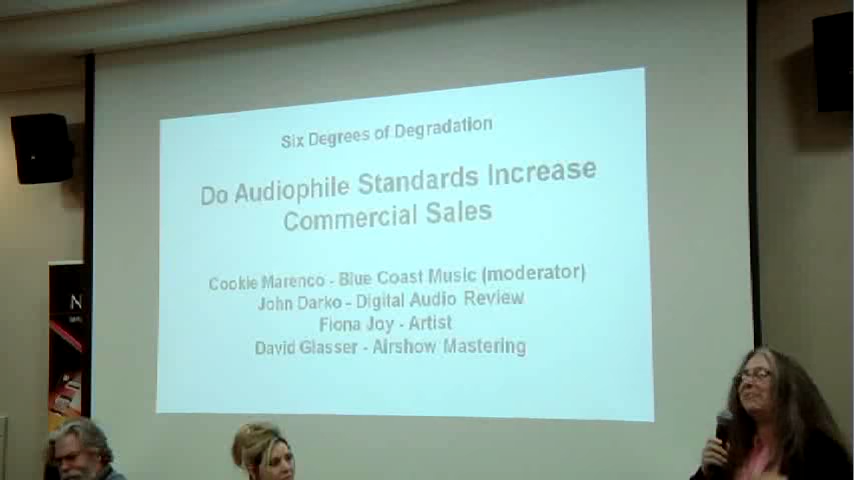 Six Degrees of Degradation
Do Audiophile Standards Increase
Commercial Sales
Cookie Marenco - Blue Coast Music (moderator)
John Darko - Digital Audio Review
Fiona Joy - Artist
David Glasser - Airshow Mastering
N